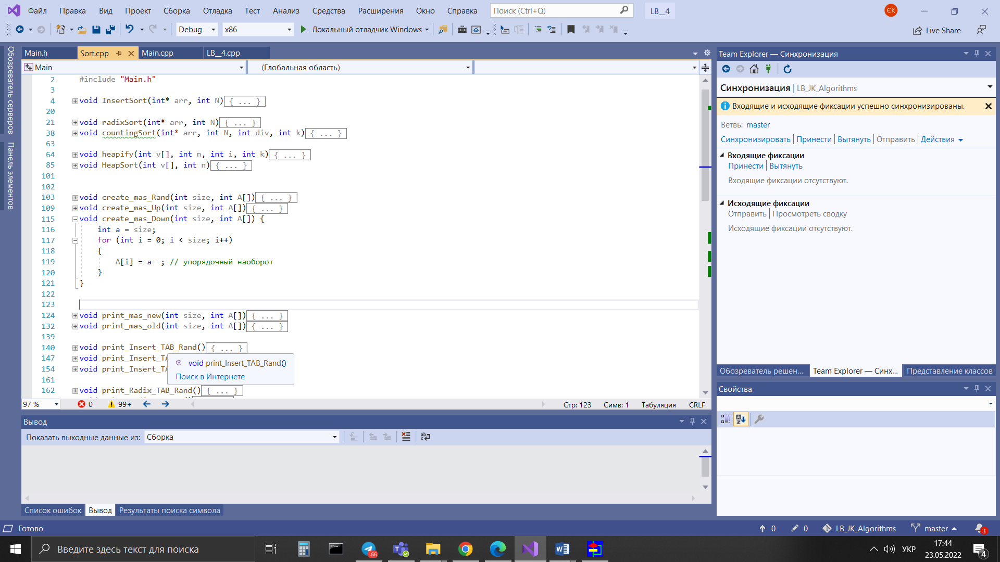 Файл Правка Вид Проект Сборка Отладка Тест Анализ Средства Расширения Окно Справка Поиск (Ctrl+Q) LB__4 ЄК
Debug x86 Локальный отладчик Windows Live Share
Обозреватель серверов
Панель элементов
Main.h Sort.cpp Main.cpp LB__4.cpp
Main (Глобальная область)
2 #include "Main.h"
3
4 void InsertSort(int* arr, int N){ ... }
20
21 void radixSort(int* arr, int N){ ... }
38 void countingSort(int* arr, int N, int div, int k){ ... }
63
64 void heapify(int v[], int n, int i, int k){ ... }
85 void HeapSort(int v[], int n){ ... }
101
102
103 void create_mas_Rand(int size, int A[]){ ... }
109 void create_mas_Up(int size, int A[]){ ... }
115 void create_mas_Down(int size, int A[]) {
116 int a = size;
117 for (int i = 0; i < size; i++)
118 {
119 A[i] = a--; // упорядочный наоборот
120 }
121 }
122
123
124 void print_mas_new(int size, int A[]){ ... }
132 void print_mas_old(int size, int A[]){ ... }
139
140 void print_Insert_TAB_Rand(){ ... }
147 void print_Insert_TA
154 void print_Insert_TA
161
162 void print_Radix_TAB_Rand(){ ... }
void print_Insert_TAB_Rand()
Поиск в Интернете
97 % 0 99+ Стр: 123 Симв: 1 Табуляция CRLF
Вывод
Показать выходные данные из: Сборка
Список ошибок Вывод Результаты поиска символа
Team Explorer — Синхронизация
Синхронизация | LB_JK_Algorithms
Входящие и исходящие фиксации успешно синхронизированы.
Ветвь: master
Синхронизировать Принести Вытянуть Отправить Действия
Входящие фиксации
Принести Вытянуть
Входящие фиксации отсутствуют.
Исходящие фиксации
Отправить Просмотреть сводку
Исходящие фиксации отсутствуют.
Обозреватель решен... Team Explorer — Синх... Представление классов
Свойства
Готово 0 0 LB_JK_Algorithms master 3
Введите здесь текст для поиска ..66 УКР 17:44
23.05.2022 4